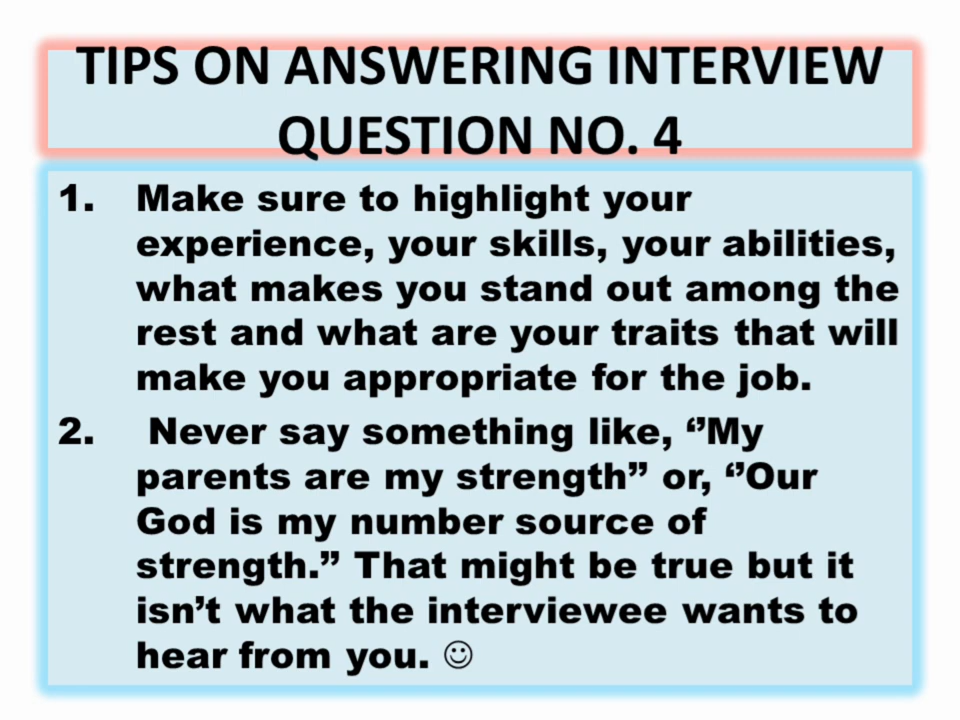 TIPS ON ANSWERING INTERVIEW
QUESTION NO. 4
1. Make sure to highlight your
experience, your skills, your abilities,
what makes you stand out among the
rest and what are your traits that will
make you appropriate for the job.
2. Never say something like, ‘’My
parents are my strength’’ or, ‘’Our
God is my number source of
strength.’’ That might be true but it
isn’t what the interviewee wants to
hear from you. ☺